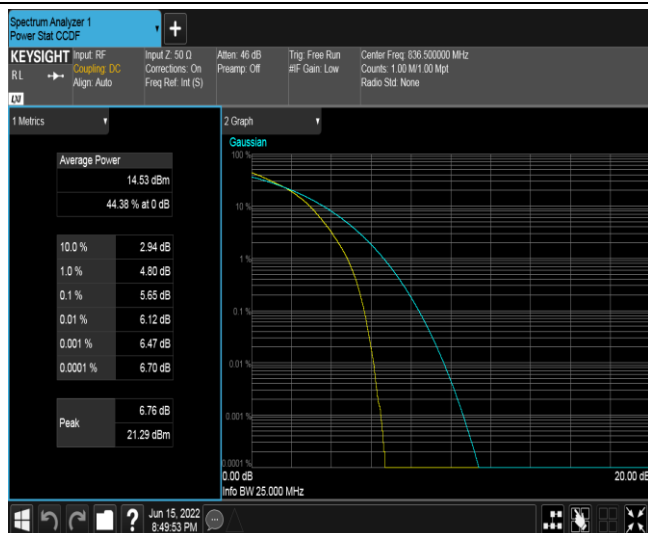 Spectrum Analyzer 1
Power Stat CCDF
+
KEYSIGHT
RL
LXI
Input: RF
Coupling: DC
Align: Auto
Input Z: 50 Ω
Corrections: On
Freq Ref: Int (S)
Atten: 46 dB
Preamp: Off
Trig: Free Run
#IF Gain: Low
Center Freq: 836.500000 MHz
Counts: 1.00 M/1.00 Mpt
Radio Std: None
1 Metrics
Average Power
14.53 dBm
44.38 % at 0 dB
10.0 % 2.94 dB
1.0 % 4.80 dB
0.1 % 5.65 dB
0.01 % 6.12 dB
0.001 % 6.47 dB
0.0001 % 6.70 dB
Peak
6.76 dB
21.29 dBm
2 Graph
Gaussian
100 %
10 %
1 %
0.1 %
0.01 %
0.001 %
0.0001 %
0.00 dB
20.00 dB
Info BW 25.000 MHz
?
Jun 15, 2022
8:49:53 PM